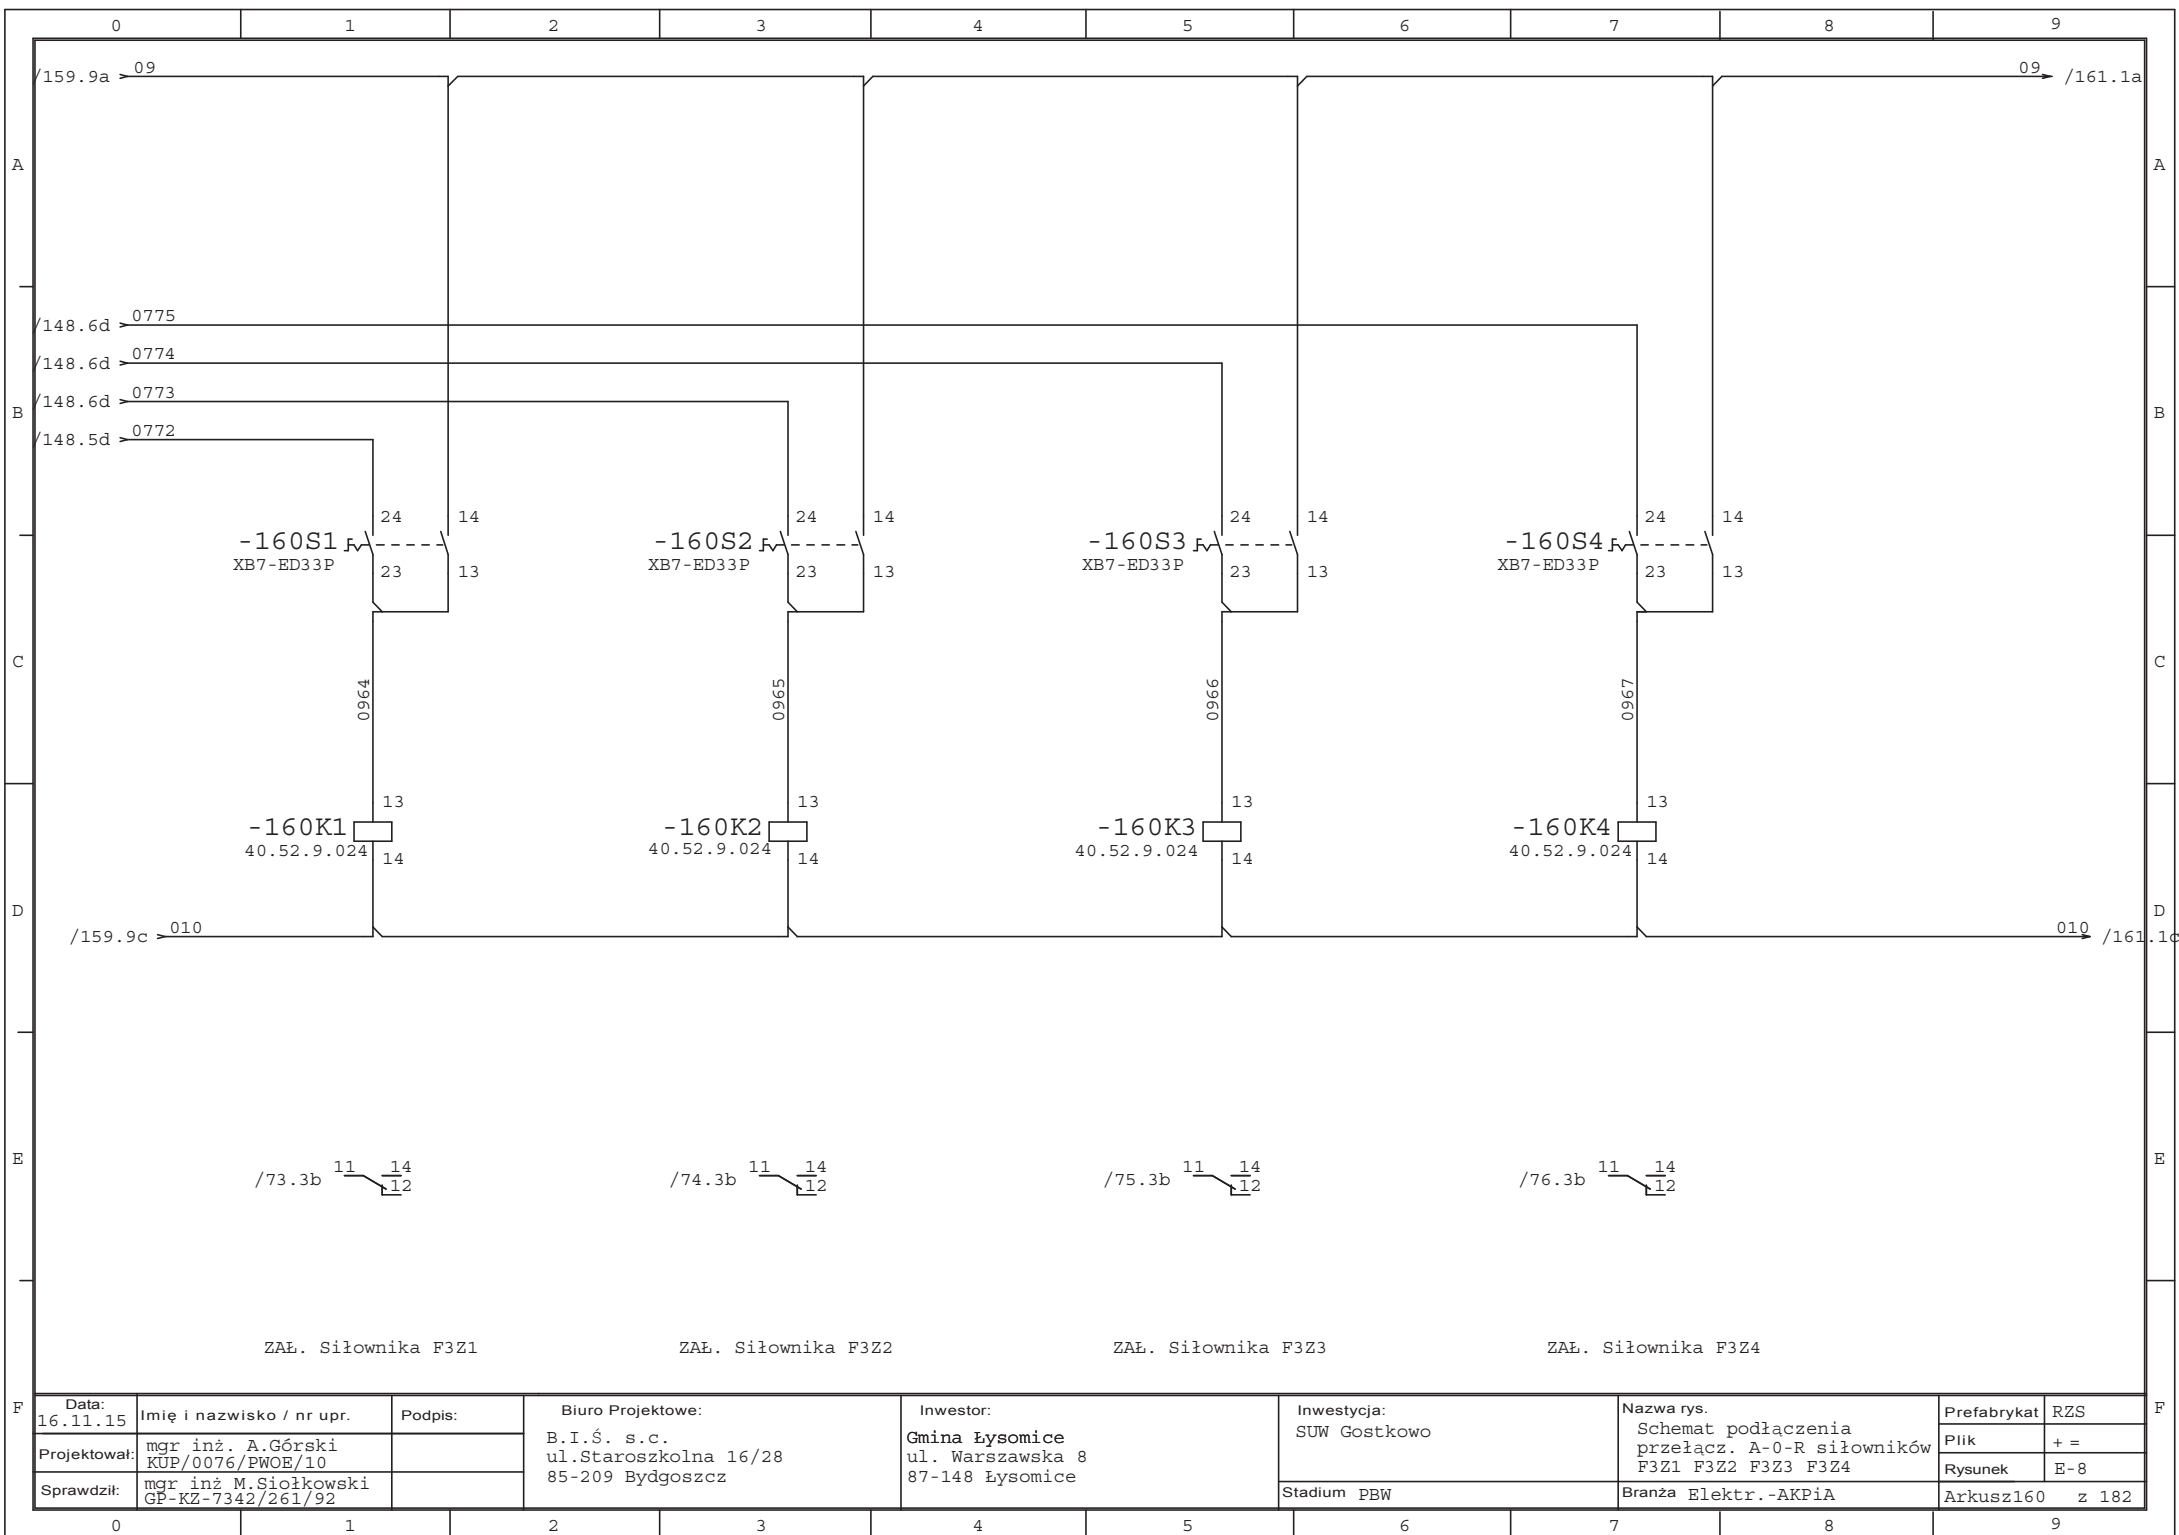 0 1 2 3 4 5 6 7 8 9
/159.9a 09 09 /161.1a
A A
/148.6d 0775
/148.6d 0774
/148.6d 0773
B B
/148.5d 0772
24 14 24 14 24 14 24 14
-160S1 -160S2 -160S3 -160S4
XB7-ED33P XB7-ED33P XB7-ED33P XB7-ED33P
23 13 23 13 23 13 23 13
C C
0964 0965 0966 0967
13 13 13 13
-160K1 -160K2 -160K3 -160K4
40.52.9.024 40.52.9.024 40.52.9.024 40.52.9.024
14 14 14 14
D D
/159.9c 010 010 /161.1c
E E
/73.3b 11 14 12 /74.3b 11 14 12 /75.3b 11 14 12 /76.3b 11 14 12
ZAŁ. Siłownika F3Z1 ZAŁ. Siłownika F3Z2 ZAŁ. Siłownika F3Z3 ZAŁ. Siłownika F3Z4
F F
Data:
16.11.15
Imię i nazwisko / nr upr.
Podpis:
Projektował:
mgr inż. A.Górski
KUP/0076/PWOE/10
Sprawdził:
mgr inż M.Siołkowski
GP-KZ-7342/261/92
Biuro Projektowe:
B.I.Ś. s.c.
ul.Staroszkolna 16/28
85-209 Bydgoszcz
Inwestor:
Gmina Łysomice
ul. Warszawska 8
87-148 Łysomice
Inwestycja:
SUW Gostkowo
Stadium PBW
Nazwa rys.
Schemat podłączenia
przełącz. A-0-R siłowników
F3Z1 F3Z2 F3Z3 F3Z4
Branża Elektr.-AKPiA
Prefabrykat RZS
Plik + =
Rysunek E-8
Arkusz160 z 182
0 1 2 3 4 5 6 7 8 9